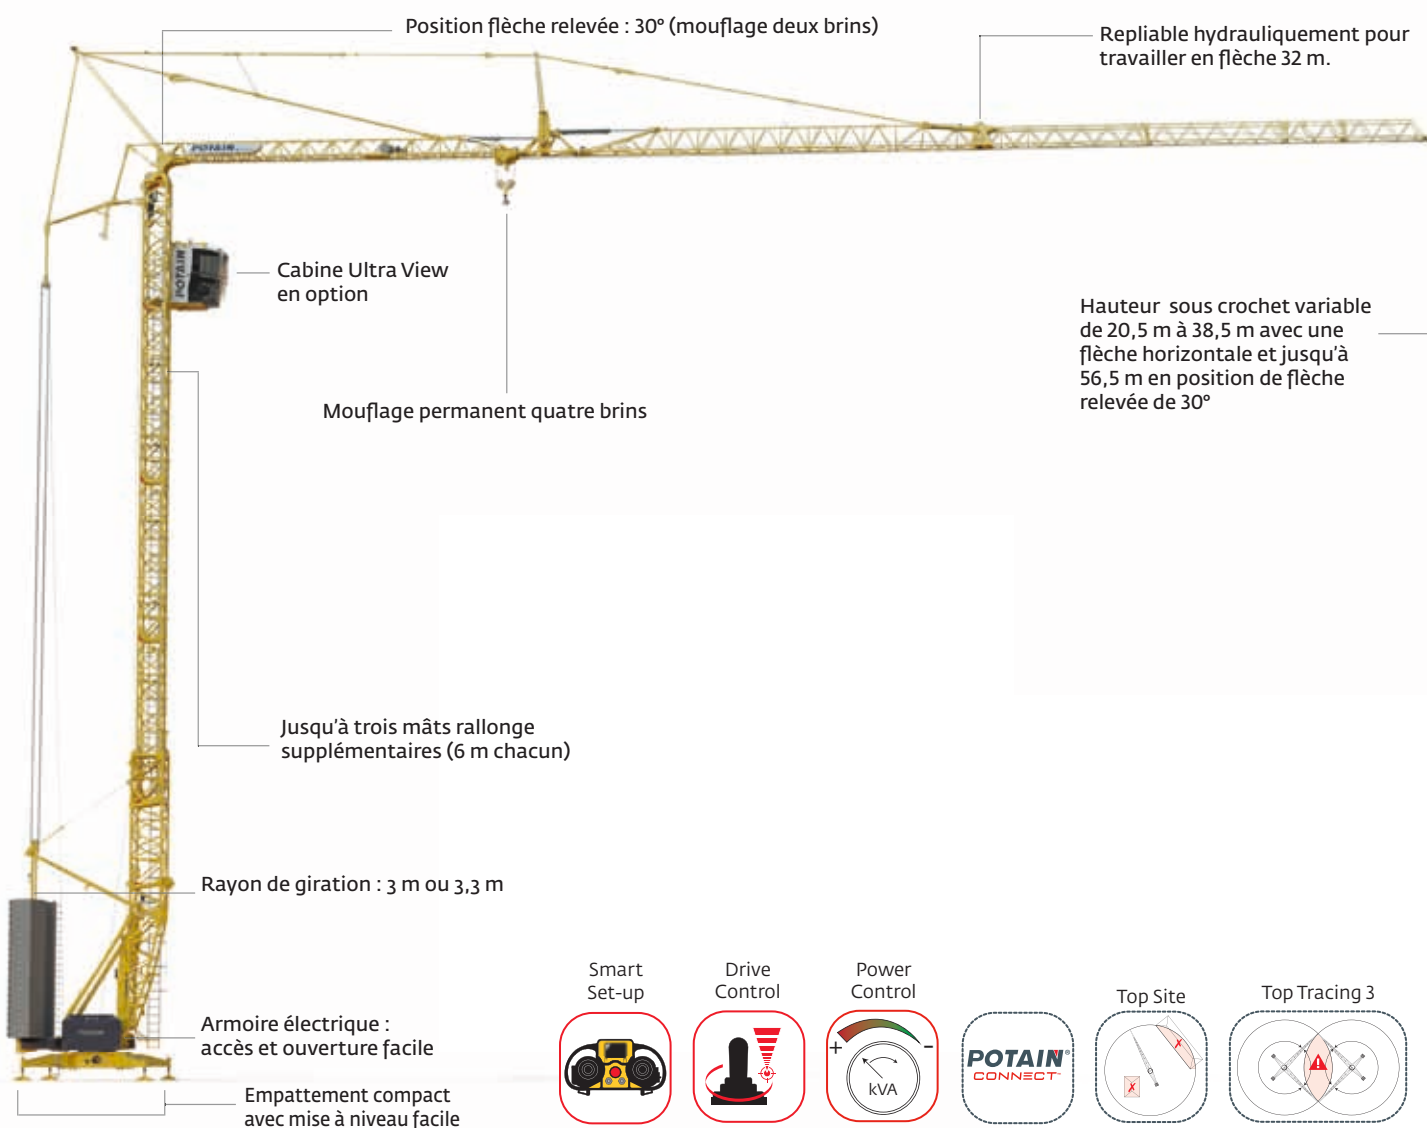 Position flèche relevée : 30° (mouflage deux brins)
Repliable hydrauliquement pour
travailler en flèche 32 m.
POTAIN
POTAIN
Cabine Ultra View
en option
Hauteur sous crochet variable
de 20,5 m à 38,5 m avec une
flèche horizontale et jusqu'à
56,5 m en position de flèche
relevée de 30°
Mouflage permanent quatre brins
Jusqu'à trois mâts rallonge
supplémentaires (6 m chacun)
Rayon de giration : 3 m ou 3,3 m
Armoire électrique :
accès et ouverture facile
Empattement compact
avec mise à niveau facile
Smart
Set-up
Drive
Control
Power
Control
+ -
kVA
POTAIN®
CONNECT™
Top Site
Top Tracing 3